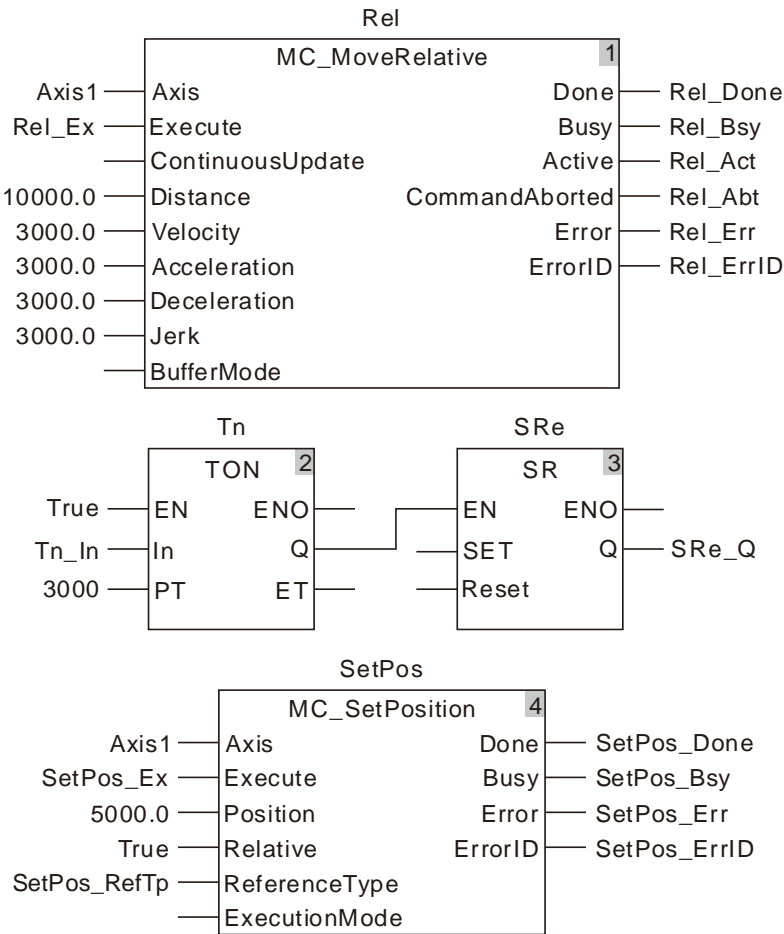 Rel
MC_MoveRelative 1
Axis1 Axis Done Rel_Done
Rel_Ex Execute Busy Rel_Bsy
ContinuousUpdate Active Rel_Act
10000.0 Distance CommandAborted Rel_Abt
3000.0 Velocity Error Rel_Err
3000.0 Acceleration ErrorID Rel_ErrID
3000.0 Deceleration
3000.0 Jerk
BufferMode
Tn
TON 2
True EN ENO
Tn_In In Q
3000 PT ET
SRe
SR 3
EN ENO
SET Q SRe_Q
Reset
SetPos
MC_SetPosition 4
Axis1 Axis Done SetPos_Done
SetPos_Ex Execute Busy SetPos_Bsy
5000.0 Position Error SetPos_Err
True Relative ErrorID SetPos_ErrID
SetPos_RefTp ReferenceType
ExecutionMode